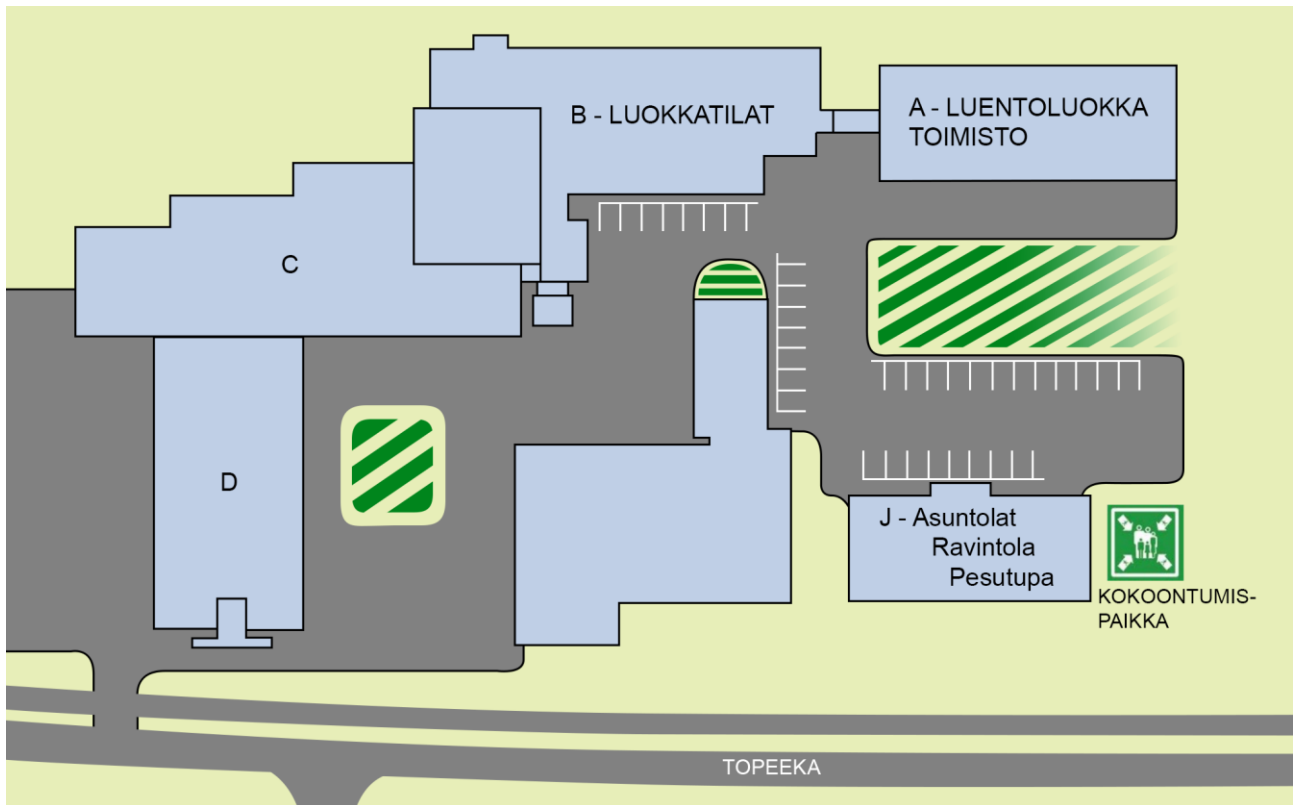 B - LUOKKATILAT
A - LUENTOLUOKKA
TOIMISTO
C
D
J - Asuntolat
Ravintola
Pesutupa
KOKOONTUMIS-
PAIKKA
TOPEEKA